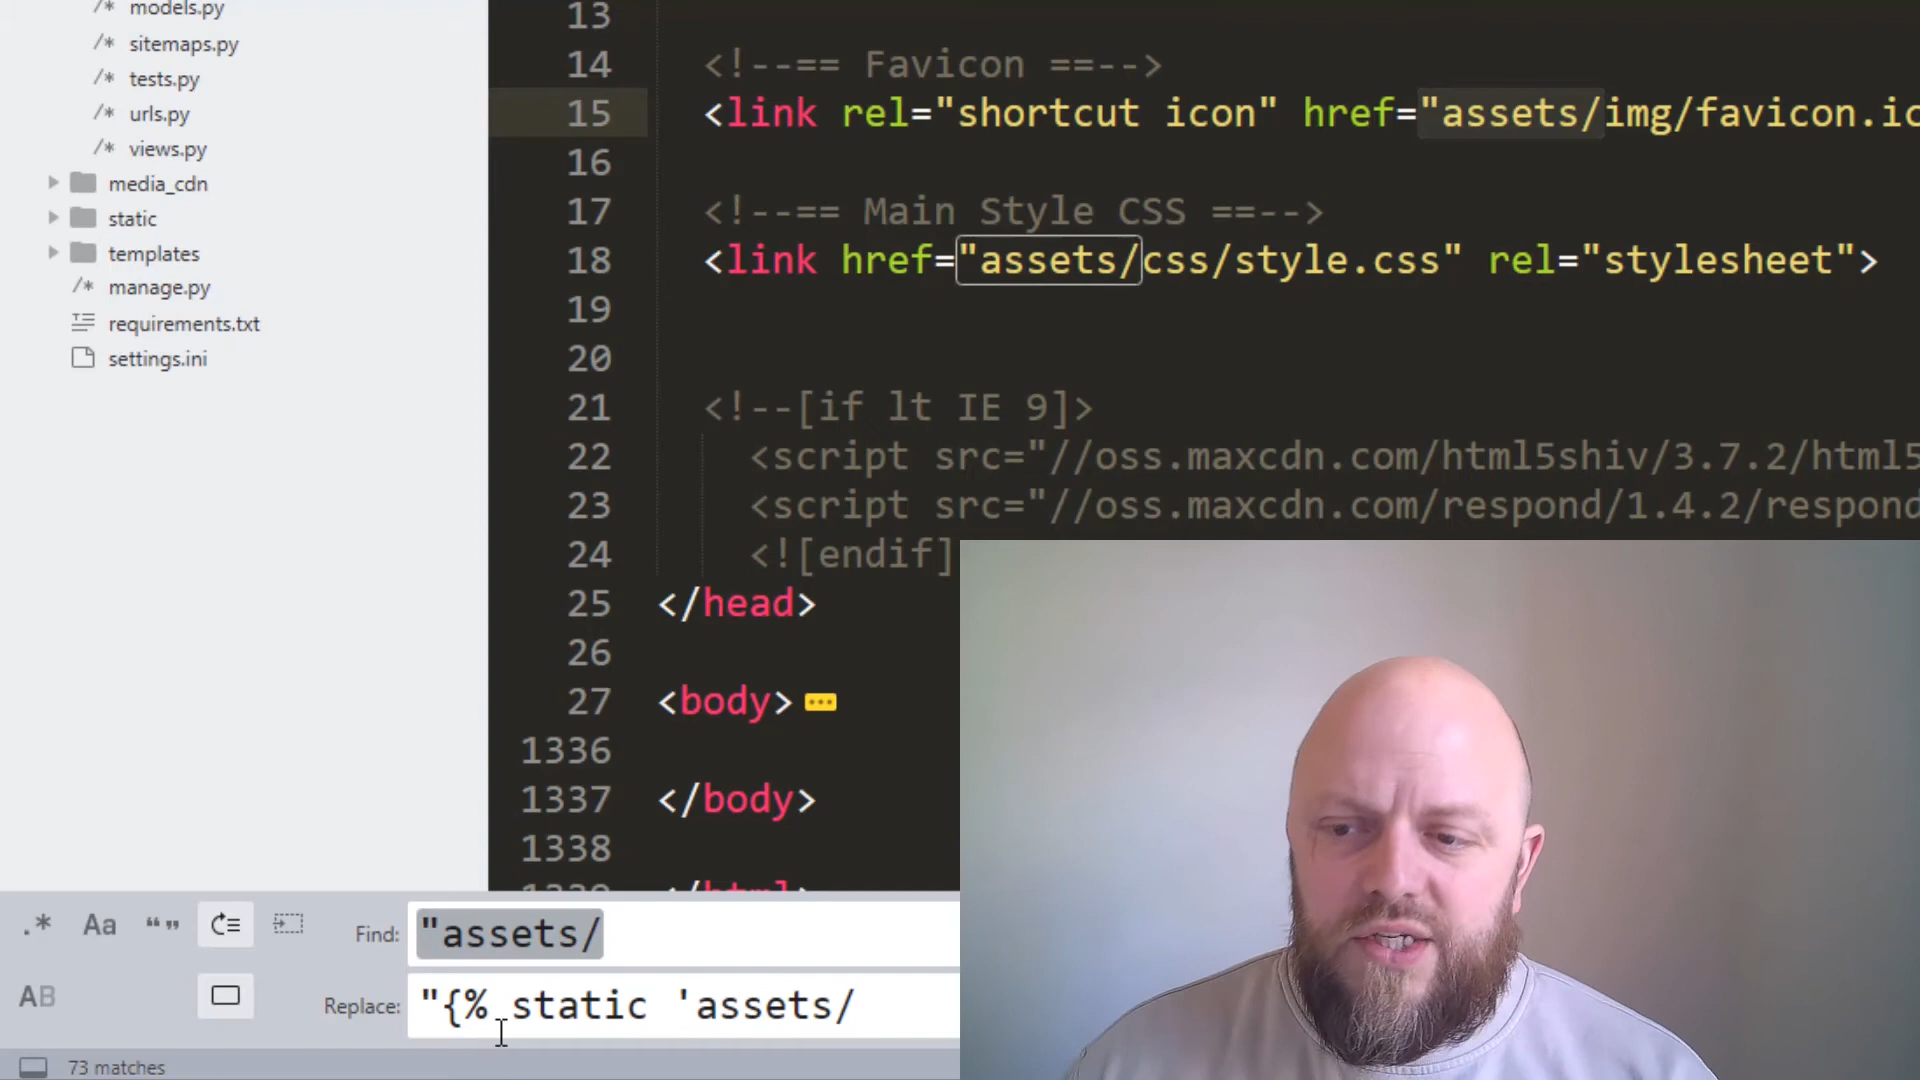 models.py
/* sitemaps.py
/* tests.py
/* urls.py
/* views.py
media_cdn
static
templates
/* manage.py
requirements.txt
settings.ini
13
14 <!--== Favicon ==-->
15 <link rel="shortcut icon" href="assets/img/favicon.ic
16
17 <!--== Main Style CSS ==-->
18 <link href="assets/css/style.css" rel="stylesheet">
19
20
21 <!--[if lt IE 9]>
22 <script src="//oss.maxcdn.com/html5shiv/3.7.2/html5
23 <script src="//oss.maxcdn.com/respond/1.4.2/respond
24 <![endif]
25 </head>
26
27 <body> ...
1336
1337 </body>
1338
1339 </html>
.* Aa “” Find: "assets/
AB Replace: "{% static 'assets/
73 matches